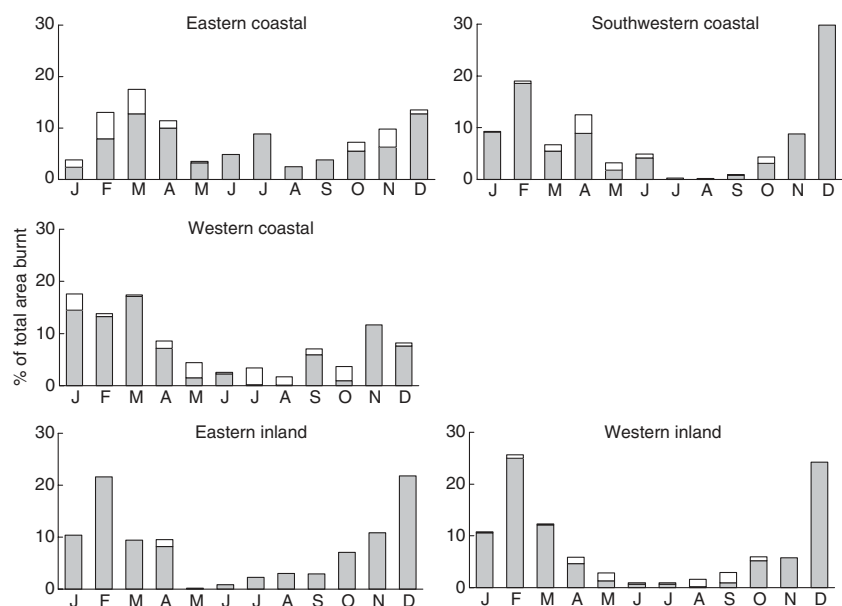 Eastern coastal
30
20
10
0
J F M A M J J A S O N D
Southwestern coastal
30
20
10
0
J F M A M J J A S O N D
% of total area burnt
Western coastal
30
20
10
0
J F M A M J J A S O N D
Eastern inland
30
20
10
0
J F M A M J J A S O N D
Western inland
30
20
10
0
J F M A M J J A S O N D